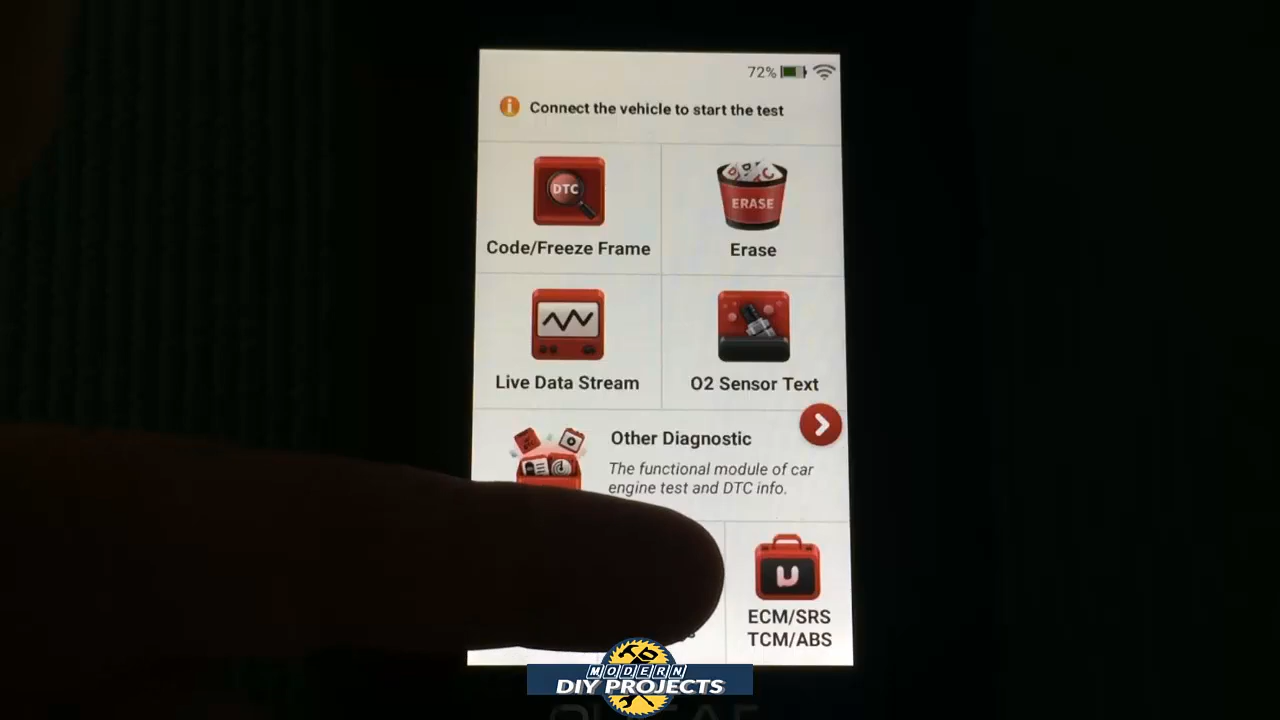 72%
Connect the vehicle to start the test
DTC
ERASE
Code/Freeze Frame
Erase
Live Data Stream
O2 Sensor Text
Other Diagnostic
The functional module of car
engine test and DTC info.
ECM/SRS
TCM/ABS
MODERN
DIY PROJECTS